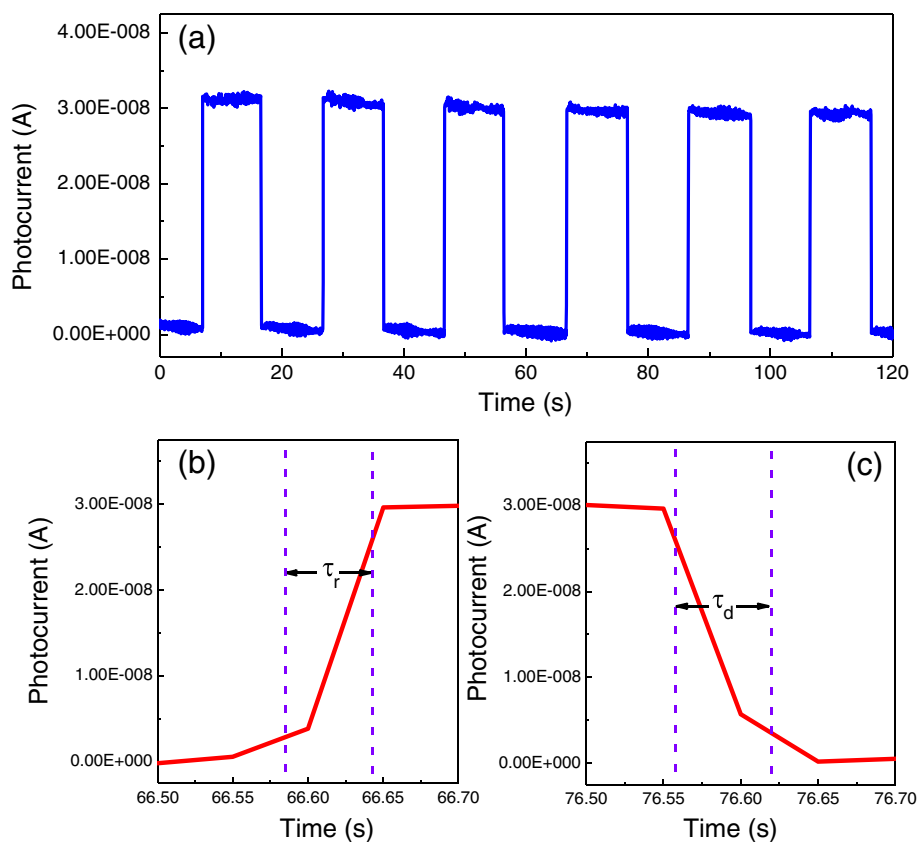 (a)
Photocurrent (A)
4.00E-008
3.00E-008
2.00E-008
1.00E-008
0.00E+000
0 20 40 60 80 100 120
Time (s)
(b)
Photocurrent (A)
3.00E-008
2.00E-008
1.00E-008
0.00E+000
τr
66.50 66.55 66.60 66.65 66.70
Time (s)
(c)
Photocurrent (A)
3.00E-008
2.00E-008
1.00E-008
0.00E+000
τd
76.50 76.55 76.60 76.65 76.70
Time (s)